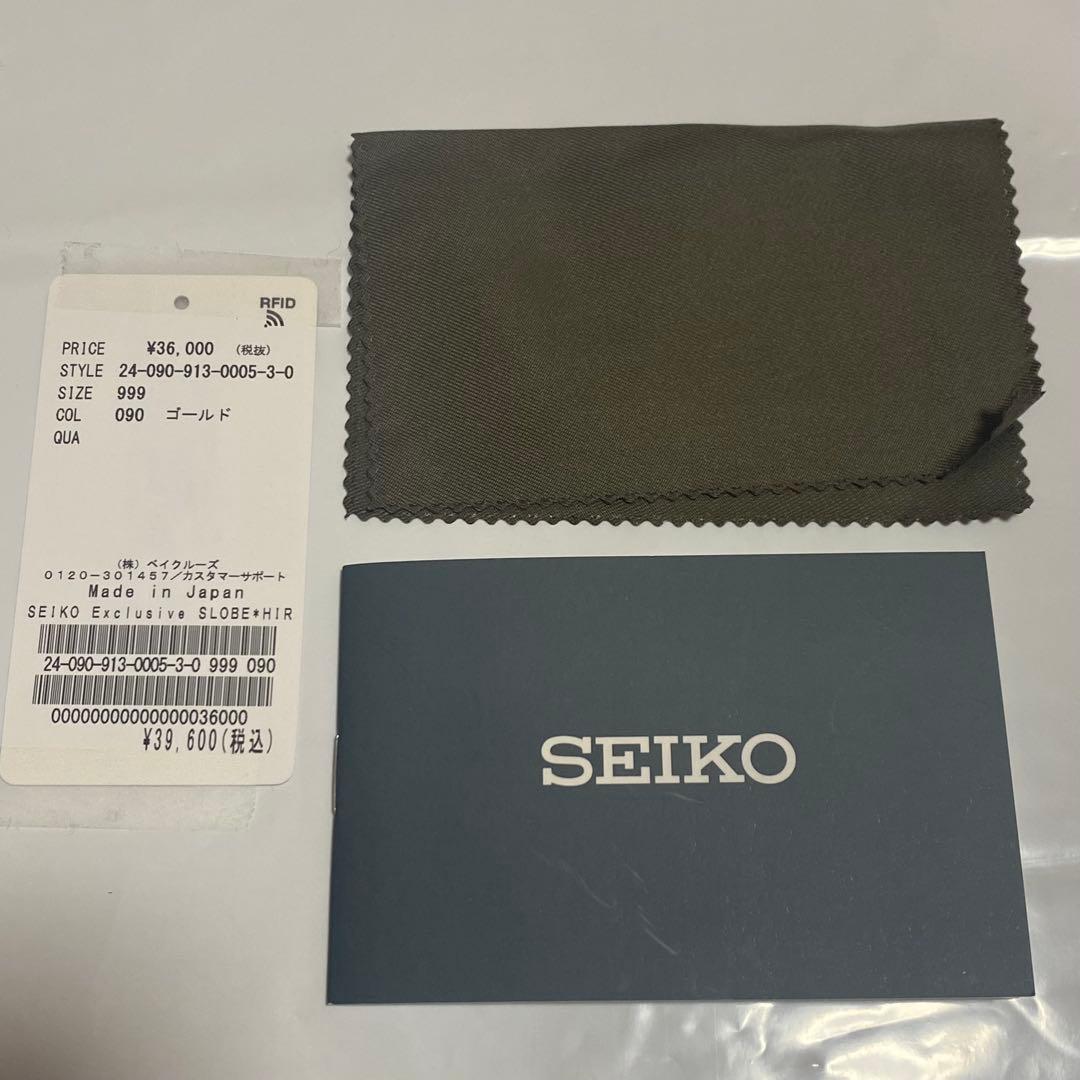 RFID
PRICE ¥36,000 (税抜)
STYLE 24-090-913-0005-3-0
SIZE 999
COL 090 ゴールド
QUA
(株) ベイクルーズ
0120-301457/カスタマーサポート
Made in Japan
SEIKO Exclusive SLOBE*HIR
24-090-913-0005-3-0 999 090
00000000000000036000
¥39,600(税込)
SEIKO